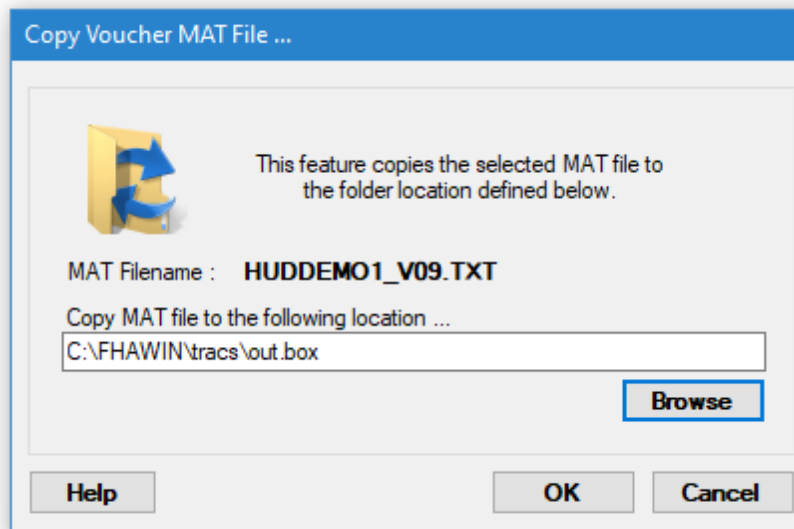 Copy Voucher MAT File ...
This feature copies the selected MAT file to
the folder location defined below.
MAT Filename : HUDDEMO1_V09.TXT
Copy MAT file to the following location ...
C:\FHAWIN\tracs\out.box
Browse
Help OK Cancel